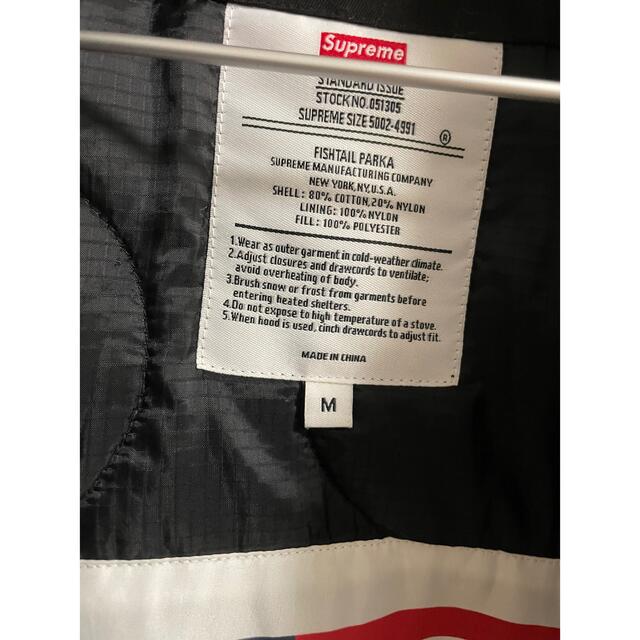 Supreme
STANDARD ISSUE
STOCK NO. 051305
SUPREME SIZE 5002-4991
®
FISHTAIL PARKA
SUPREME MANUFACTURING COMPANY
NEW YORK, NY, U.S.A.
SHELL: 80% COTTON, 20% NYLON
LINING: 100% NYLON
FILL: 100% POLYESTER
1.Wear as outer garment in cold-weather climate.
2.Adjust closures and drawcords to ventilate;
avoid overheating of body.
3.Brush snow or frost from garments before
entering heated shelters.
4.Do not expose to high temperature of a stove.
5.When hood is used, cinch drawcords to adjust fit.
MADE IN CHINA
M